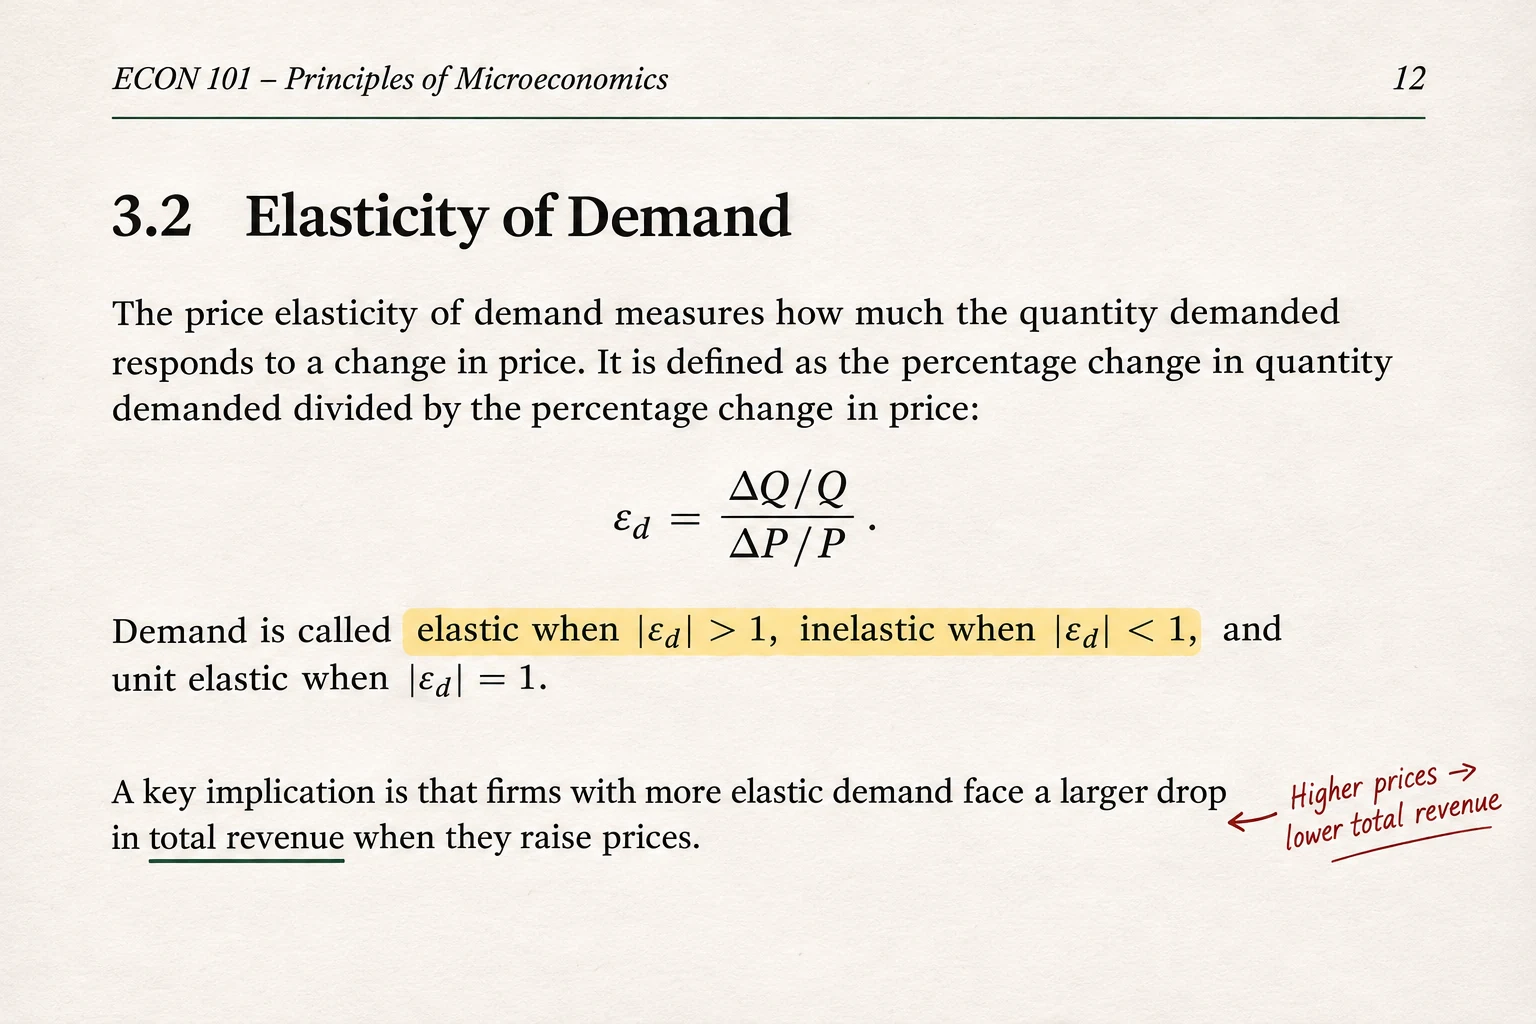 ECON 101 – Principles of Microeconomics 12
3.2 Elasticity of Demand
The price elasticity of demand measures how much the quantity demanded
responds to a change in price. It is defined as the percentage change in quantity
demanded divided by the percentage change in price:
ε_d = (ΔQ/Q)/(ΔP/P).
Demand is called elastic when |ε_d| > 1, inelastic when |ε_d| < 1, and
unit elastic when |ε_d| = 1.
A key implication is that firms with more elastic demand face a larger drop
in total revenue when they raise prices.
← Higher prices →
lower total revenue